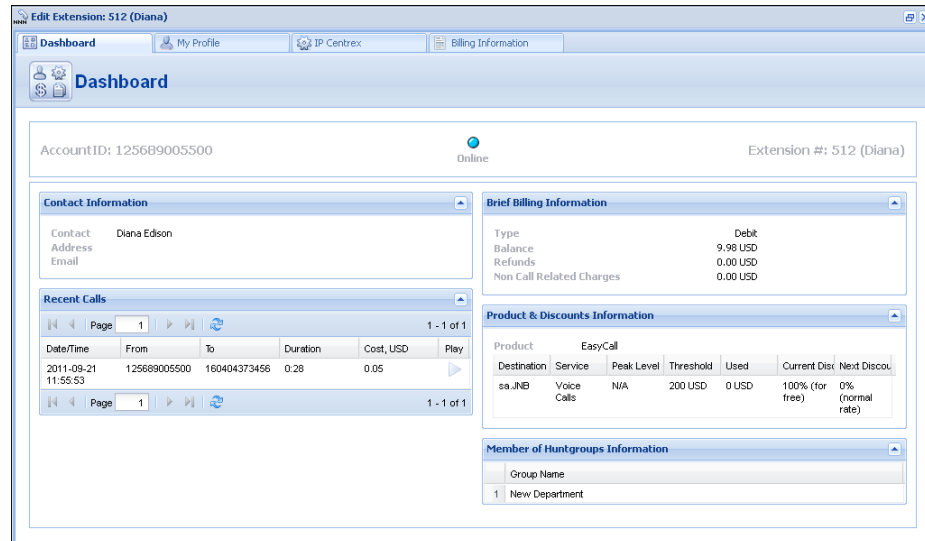 Edit Extension: 512 (Diana)
Dashboard
My Profile
IP Centrex
Billing Information
Dashboard
AccountID: 125689005500
Online
Extension #: 512 (Diana)
Contact Information
Contact Diana Edison
Address
Email
Recent Calls
Page 1 1 - 1 of 1
Date/Time From To Duration Cost, USD Play
2011-09-21 125689005500 160404373456 0:28 0.05
11:55:53
Page 1 1 - 1 of 1
Brief Billing Information
Type Debit
Balance 9.98 USD
Refunds 0.00 USD
Non Call Related Charges 0.00 USD
Product & Discounts Information
Product EasyCall
Destination Service Peak Level Threshold Used Current Disc Next Discou
sa.JNB Voice N/A 200 USD 0 USD 100% (for 0%
Calls free) (normal
rate)
Member of Huntgroups Information
Group Name
1 New Department